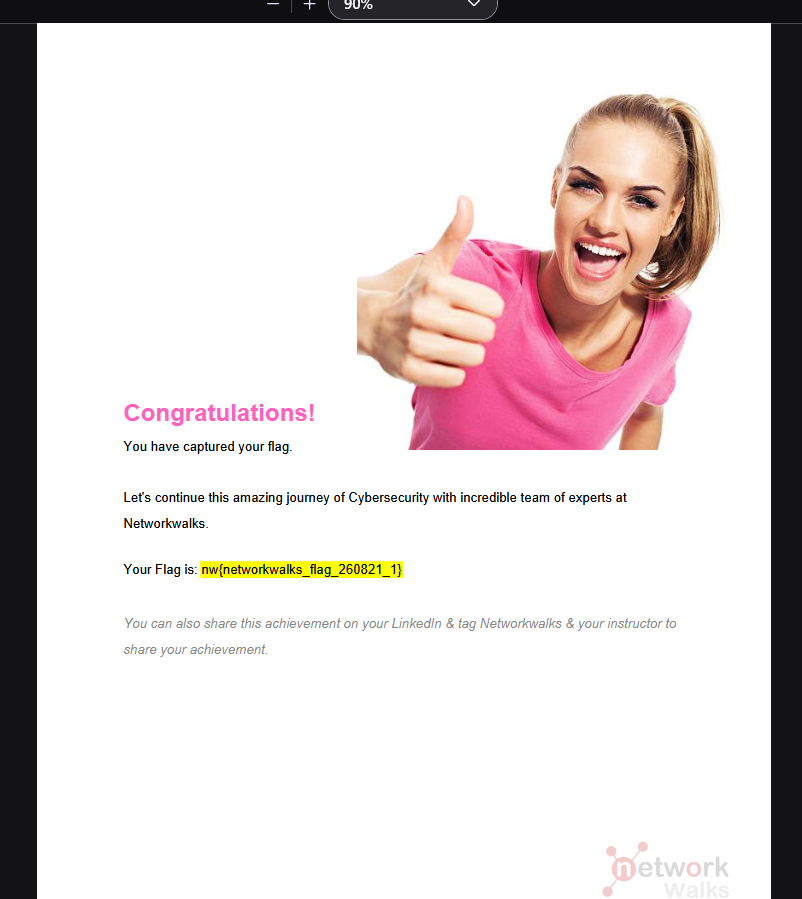 90%
Congratulations!
You have captured your flag.
Let's continue this amazing journey of Cybersecurity with incredible team of experts at
Networkwalks.
Your Flag is: nw{networkwalks_flag_260821_1}
You can also share this achievement on your LinkedIn & tag Networkwalks & your instructor to
share your achievement.
network
Walks